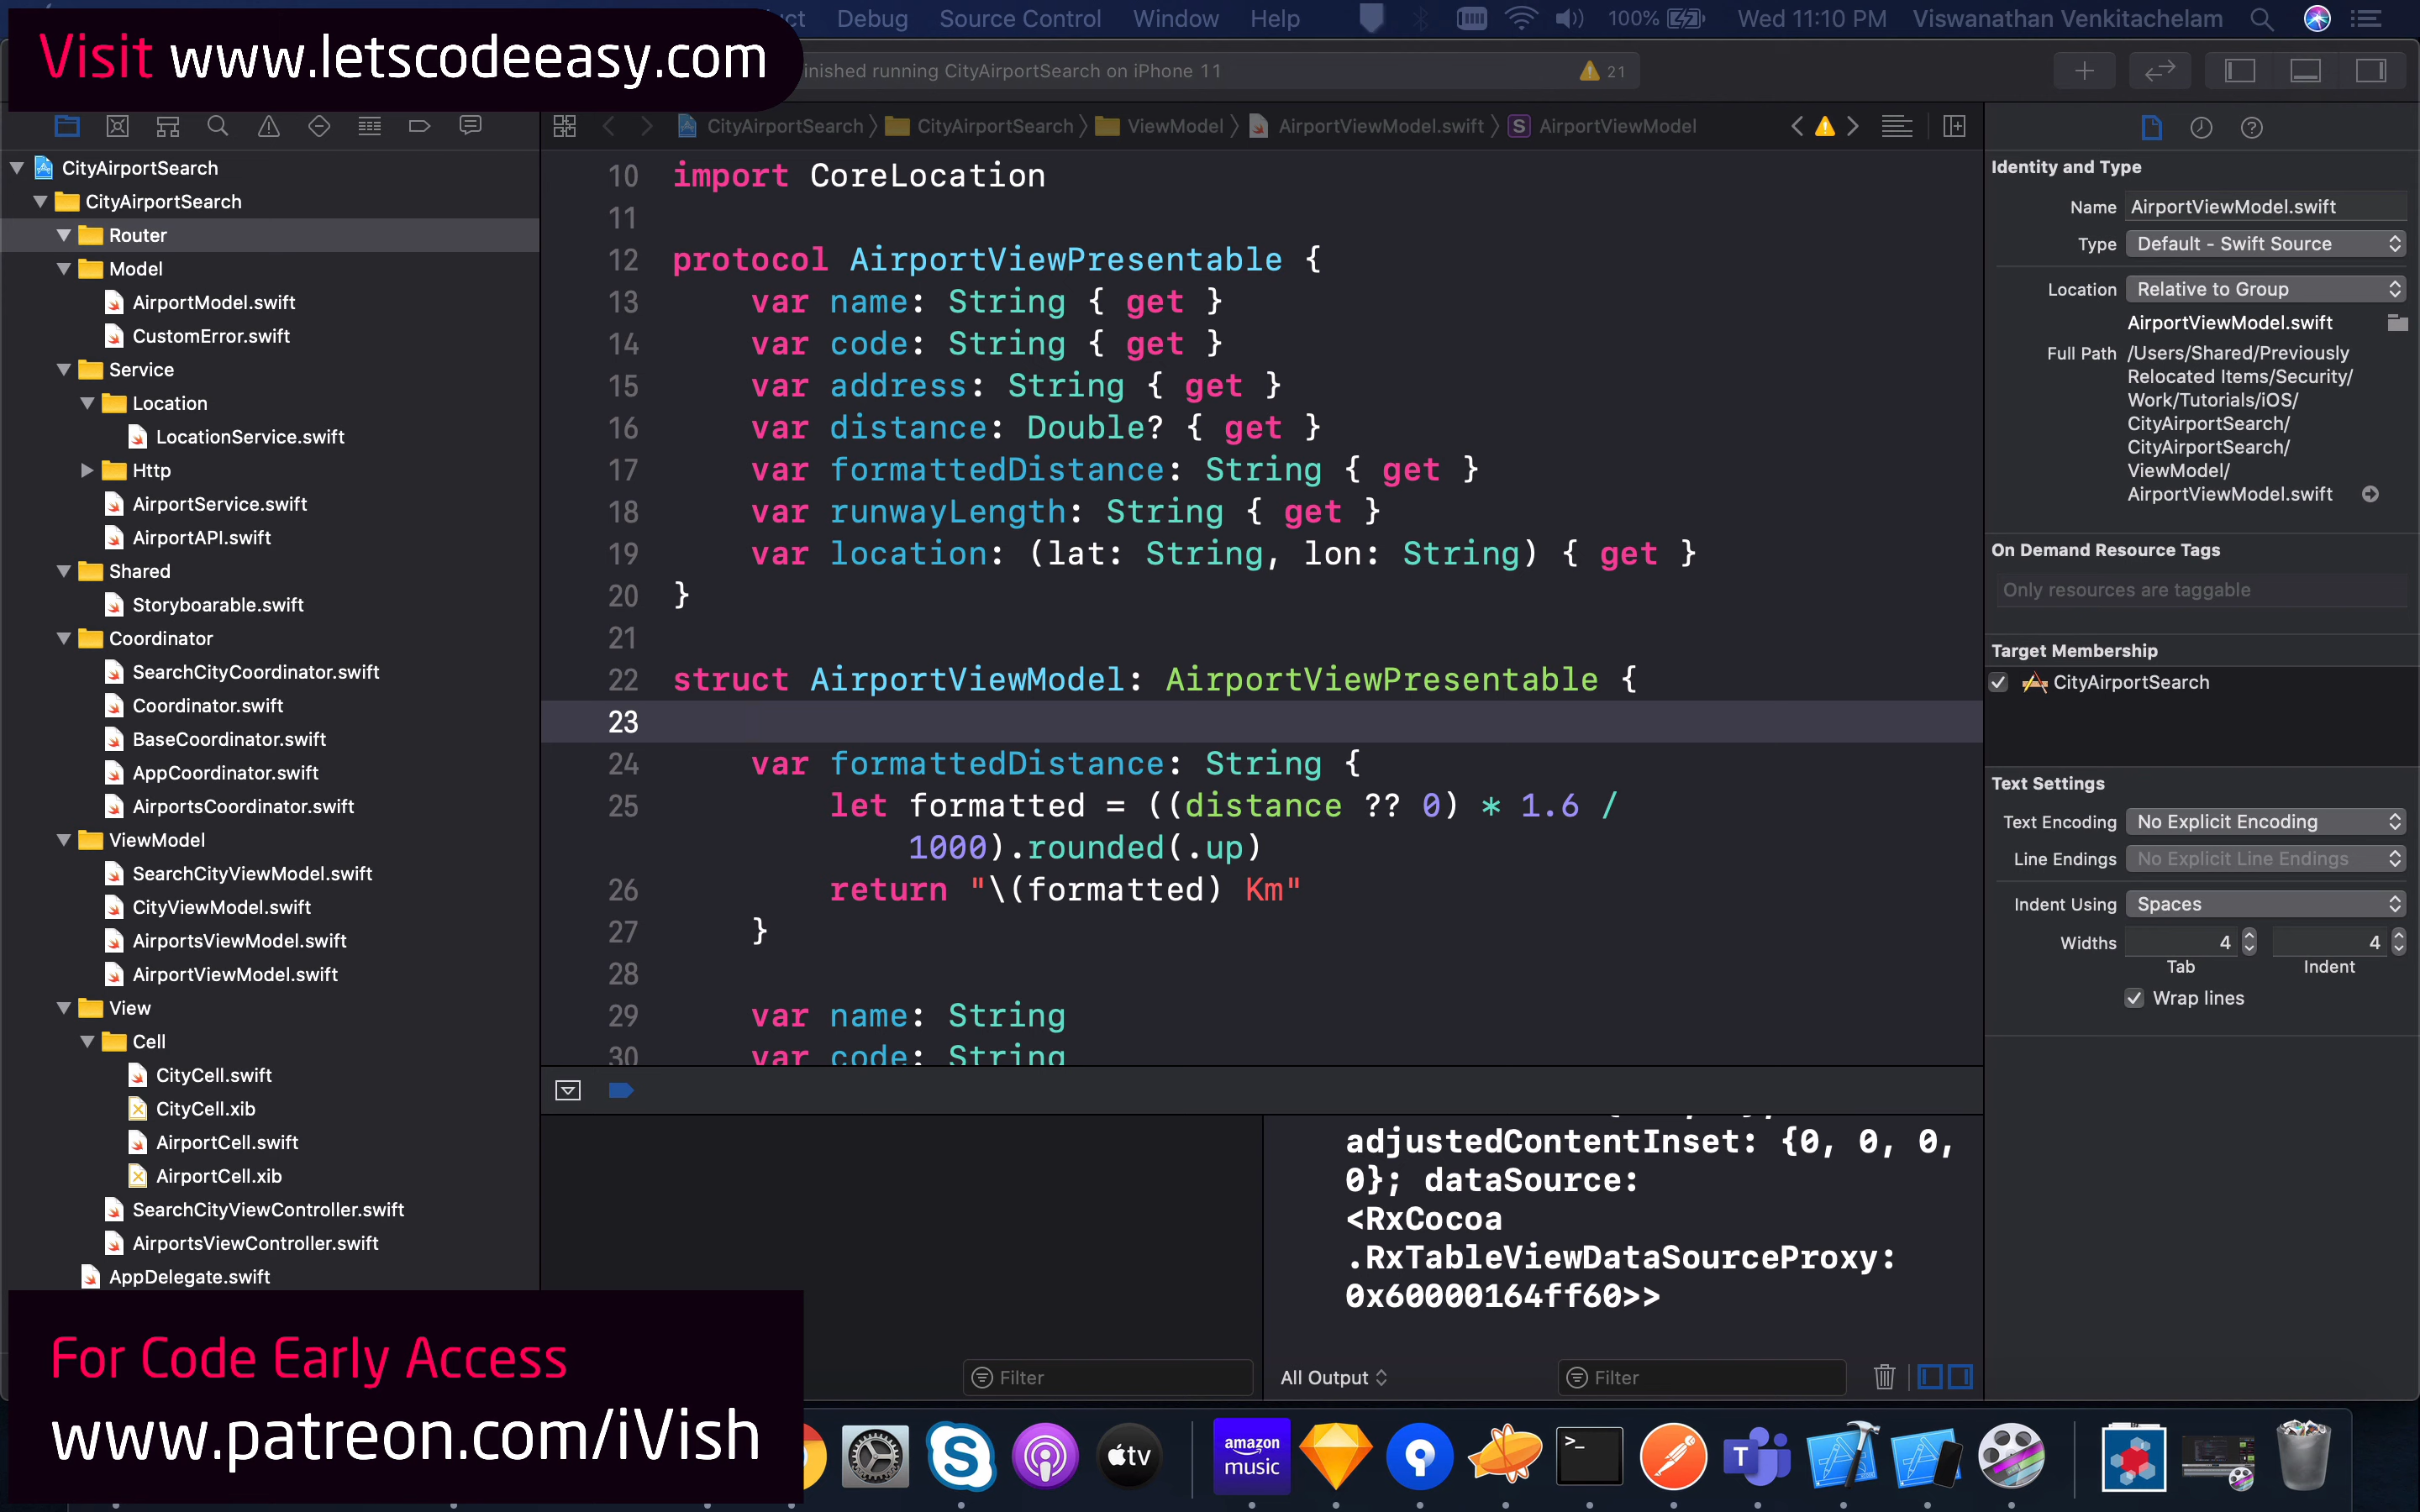 Visit www.letscodeeasy.com
Debug Source Control Window Help 100% Wed 11:10 PM Viswanathan Venkitachelam
inished running CityAirportSearch on iPhone 11
21
CityAirportSearch
CityAirportSearch
ViewModel
AirportViewModel.swift
S AirportViewModel
CityAirportSearch
CityAirportSearch
Router
Model
AirportModel.swift
CustomError.swift
Service
Location
LocationService.swift
Http
AirportService.swift
AirportAPI.swift
Shared
Storyboarable.swift
Coordinator
SearchCityCoordinator.swift
Coordinator.swift
BaseCoordinator.swift
AppCoordinator.swift
AirportsCoordinator.swift
ViewModel
SearchCityViewModel.swift
CityViewModel.swift
AirportsViewModel.swift
AirportViewModel.swift
View
Cell
CityCell.swift
CityCell.xib
AirportCell.swift
AirportCell.xib
SearchCityViewController.swift
AirportsViewController.swift
AppDelegate.swift
10 import CoreLocation
11
12 protocol AirportViewPresentable {
13 var name: String { get }
14 var code: String { get }
15 var address: String { get }
16 var distance: Double? { get }
17 var formattedDistance: String { get }
18 var runwayLength: String { get }
19 var location: (lat: String, lon: String) { get }
20 }
21
22 struct AirportViewModel: AirportViewPresentable {
23
24 var formattedDistance: String {
25 let formatted = ((distance ?? 0) * 1.6 /
1000).rounded(.up)
26 return "\(formatted) Km"
27 }
28
29 var name: String
30 var code: String
adjustedContentInset: {0, 0, 0,
0}; dataSource:
<RxCocoa
.RxTableViewDataSourceProxy:
0x60000164ff60>>
Filter
All Output
Filter
Identity and Type
Name AirportViewModel.swift
Type Default - Swift Source
Location Relative to Group
AirportViewModel.swift
Full Path /Users/Shared/Previously
Relocated Items/Security/
Work/Tutorials/iOS/
CityAirportSearch/
CityAirportSearch/
ViewModel/
AirportViewModel.swift
On Demand Resource Tags
Only resources are taggable
Target Membership
CityAirportSearch
Text Settings
Text Encoding No Explicit Encoding
Line Endings No Explicit Line Endings
Indent Using Spaces
Widths 4 4
Tab Indent
Wrap lines
For Code Early Access
www.patreon.com/iVish
S
tv
amazon
music
>_
T